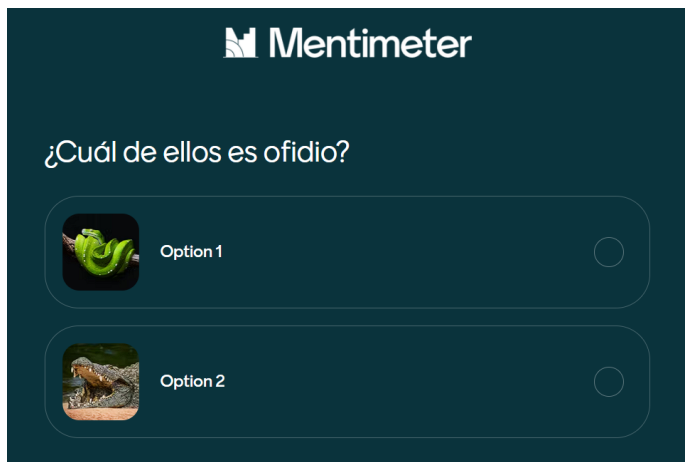 Mentimeter
¿Cuál de ellos es ofidio?
Option 1
Option 2